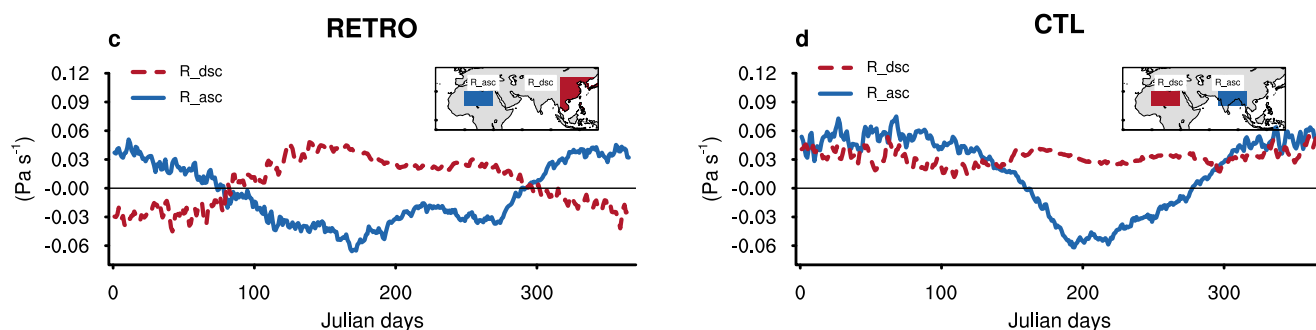 c
RETRO
R_dsc
R_asc
R_asc
R_dsc
0.12
0.09
0.06
0.03
-0.00
-0.03
-0.06
(Pa s⁻¹)
0
100
200
300
Julian days
d
CTL
R_dsc
R_asc
R_dsc
R_asc
0.12
0.09
0.06
0.03
-0.00
-0.03
-0.06
(Pa s⁻¹)
0
100
200
300
Julian days